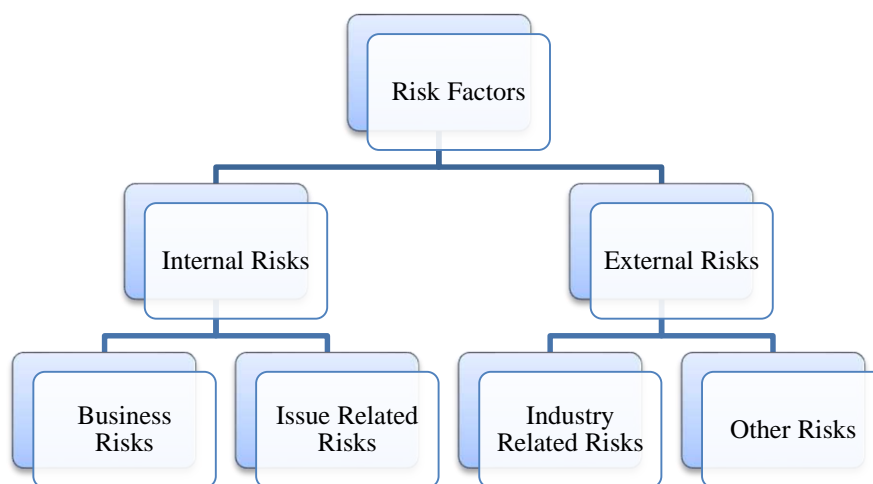 Risk Factors
Internal Risks
External Risks
Business
Risks
Issue Related
Risks
Industry
Related Risks
Other Risks